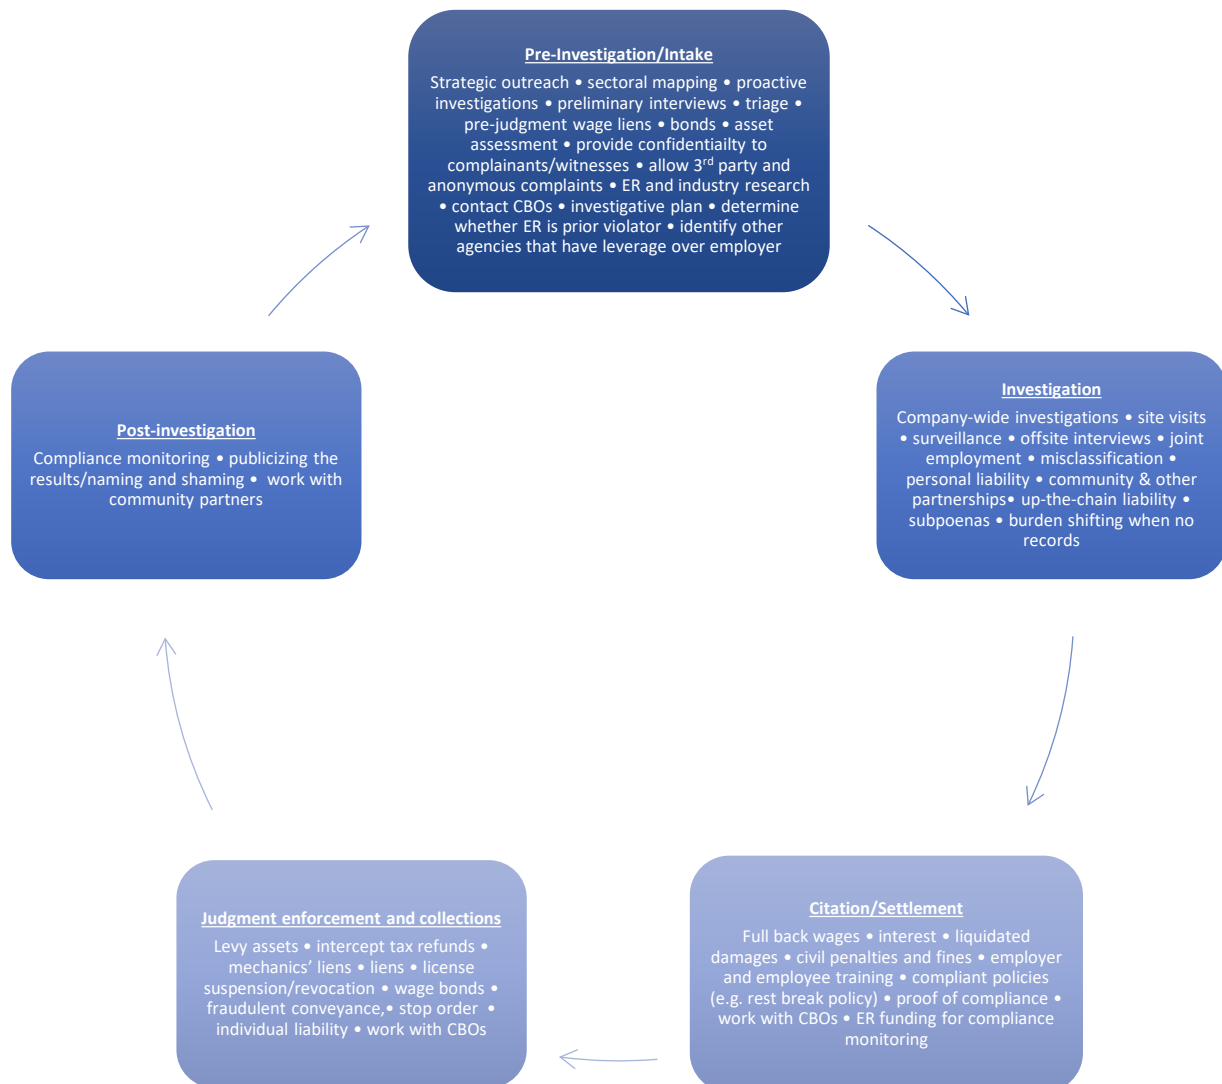 Pre-Investigation/Intake
Strategic outreach • sectoral mapping • proactive
investigations • preliminary interviews • triage •
pre-judgment wage liens • bonds • asset
assessment • provide confidentiailty to
complainants/witnesses • allow 3rd party and
anonymous complaints • ER and industry research
• contact CBOs • investigative plan • determine
whether ER is prior violator • identify other
agencies that have leverage over employer
Investigation
Company-wide investigations • site visits
• surveillance • offsite interviews • joint
employment • misclassification •
personal liability • community & other
partnerships• up-the-chain liability •
subpoenas • burden shifting when no
records
Citation/Settlement
Full back wages • interest • liquidated
damages • civil penalties and fines • employer
and employee training • compliant policies
(e.g. rest break policy) • proof of compliance •
work with CBOs • ER funding for compliance
monitoring
Judgment enforcement and collections
Levy assets • intercept tax refunds •
mechanics’ liens • liens • license
suspension/revocation • wage bonds •
fraudulent conveyance,• stop order •
individual liability • work with CBOs
Post-investigation
Compliance monitoring • publicizing the
results/naming and shaming • work with
community partners